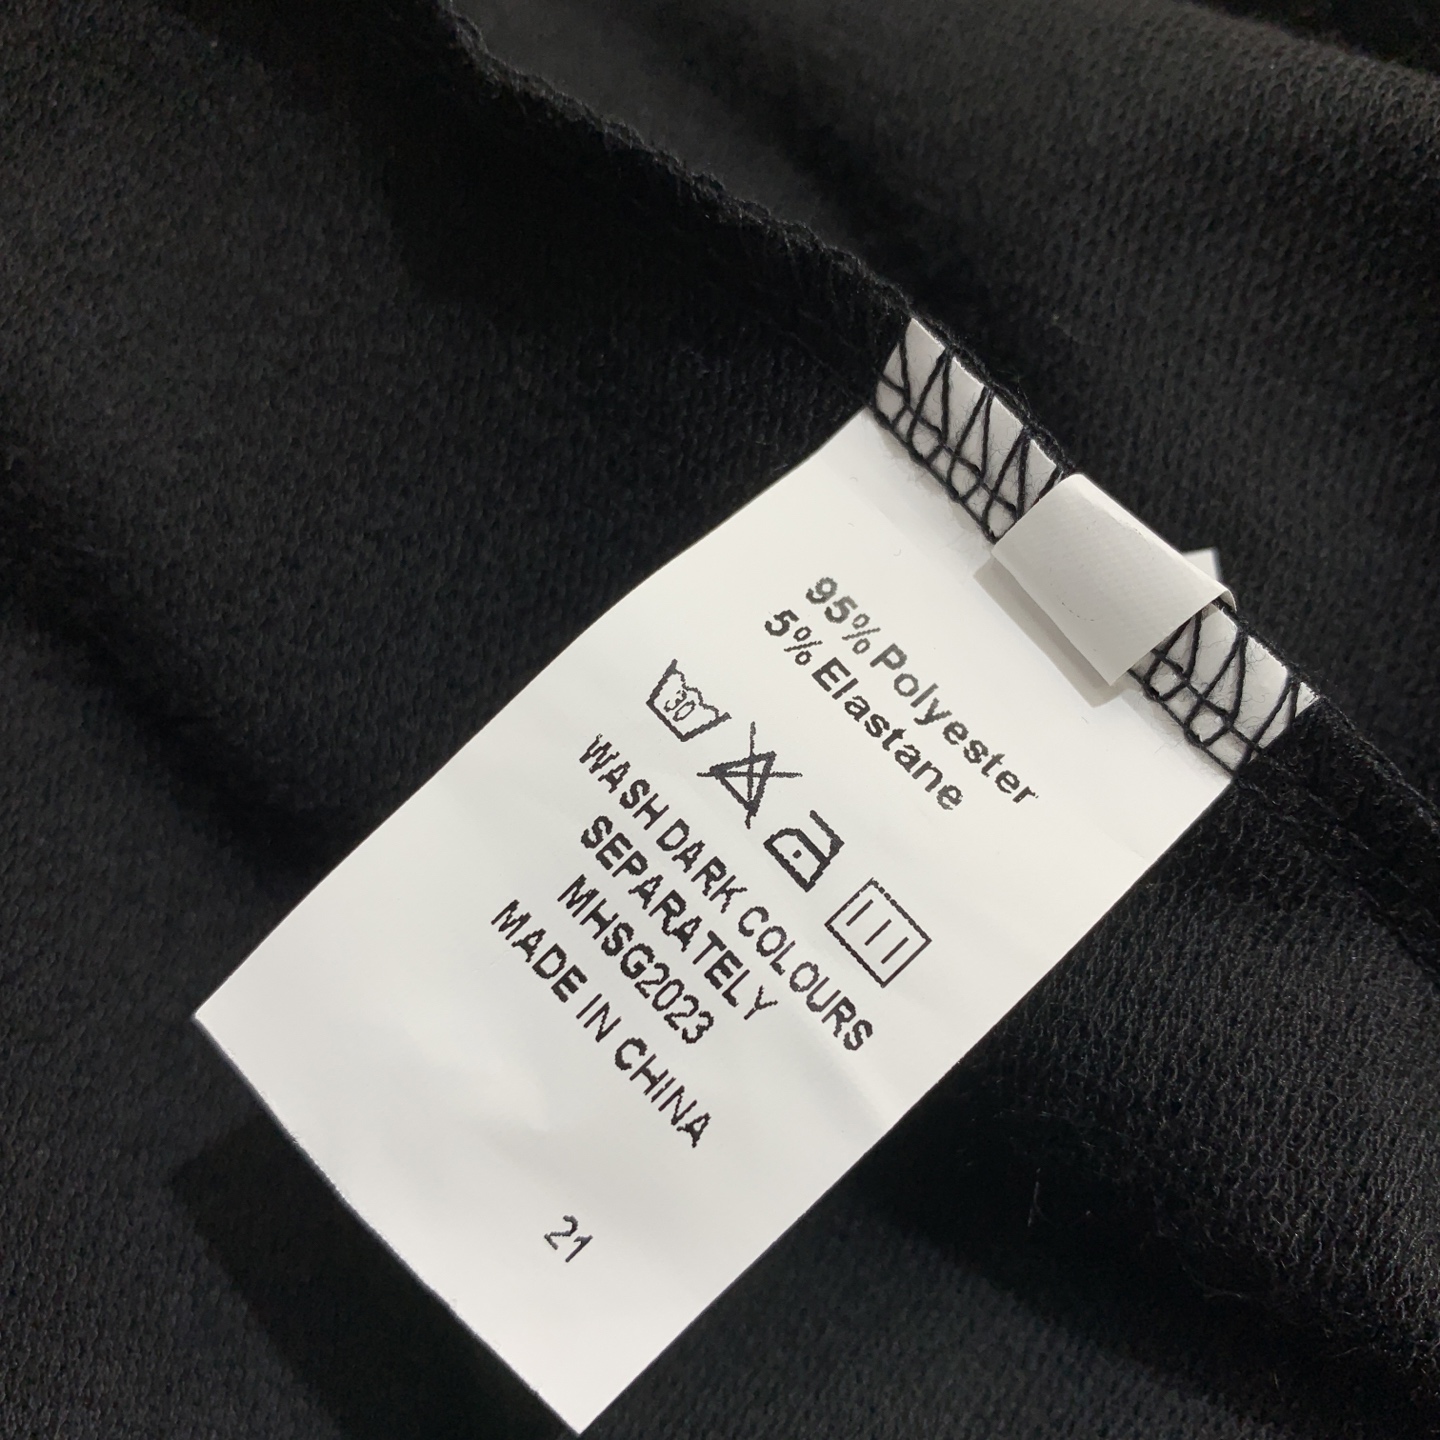 95% Polyester
5% Elastane
30
WASH DARK COLOURS
SEPARATELY
MHSG2023
MADE IN CHINA
21